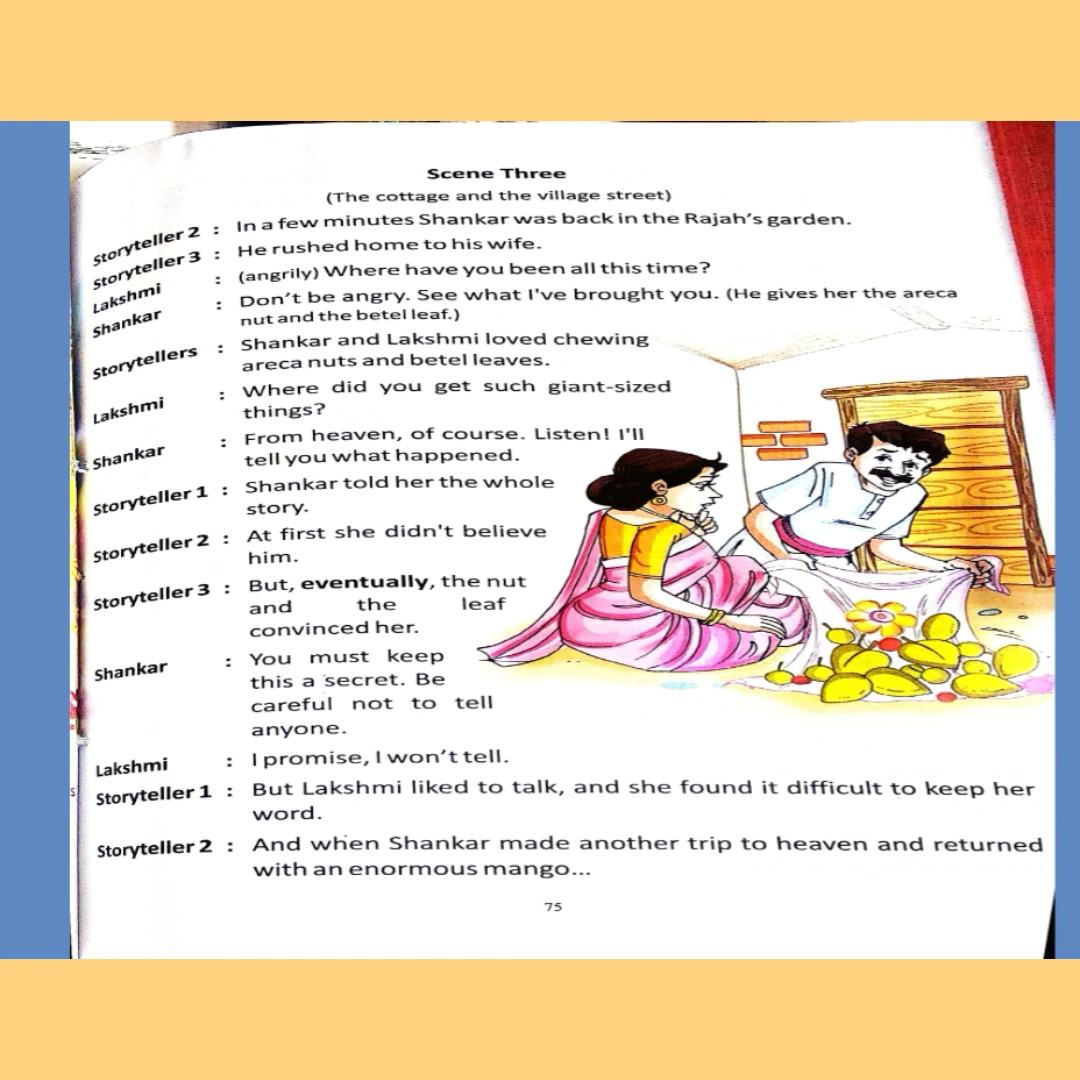 Scene Three
(The cottage and the village street)
Storyteller 2 : In a few minutes Shankar was back in the Rajah's garden.
Storyteller 3 : He rushed home to his wife.
Lakshmi : (angrily) Where have you been all this time?
Shankar : Don't be angry. See what I've brought you. (He gives her the areca
nut and the betel leaf.)
Storytellers : Shankar and Lakshmi loved chewing
areca nuts and betel leaves.
Lakshmi : Where did you get such giant-sized
things?
Shankar : From heaven, of course. Listen! I'll
tell you what happened.
Storyteller 1 : Shankar told her the whole
story.
Storyteller 2 : At first she didn't believe
him.
Storyteller 3 : But, eventually, the nut
and the leaf
convinced her.
Shankar : You must keep
this a secret. Be
careful not to tell
anyone.
Lakshmi : I promise, I won't tell.
Storyteller 1 : But Lakshmi liked to talk, and she found it difficult to keep her
word.
Storyteller 2 : And when Shankar made another trip to heaven and returned
with an enormous mango...
75